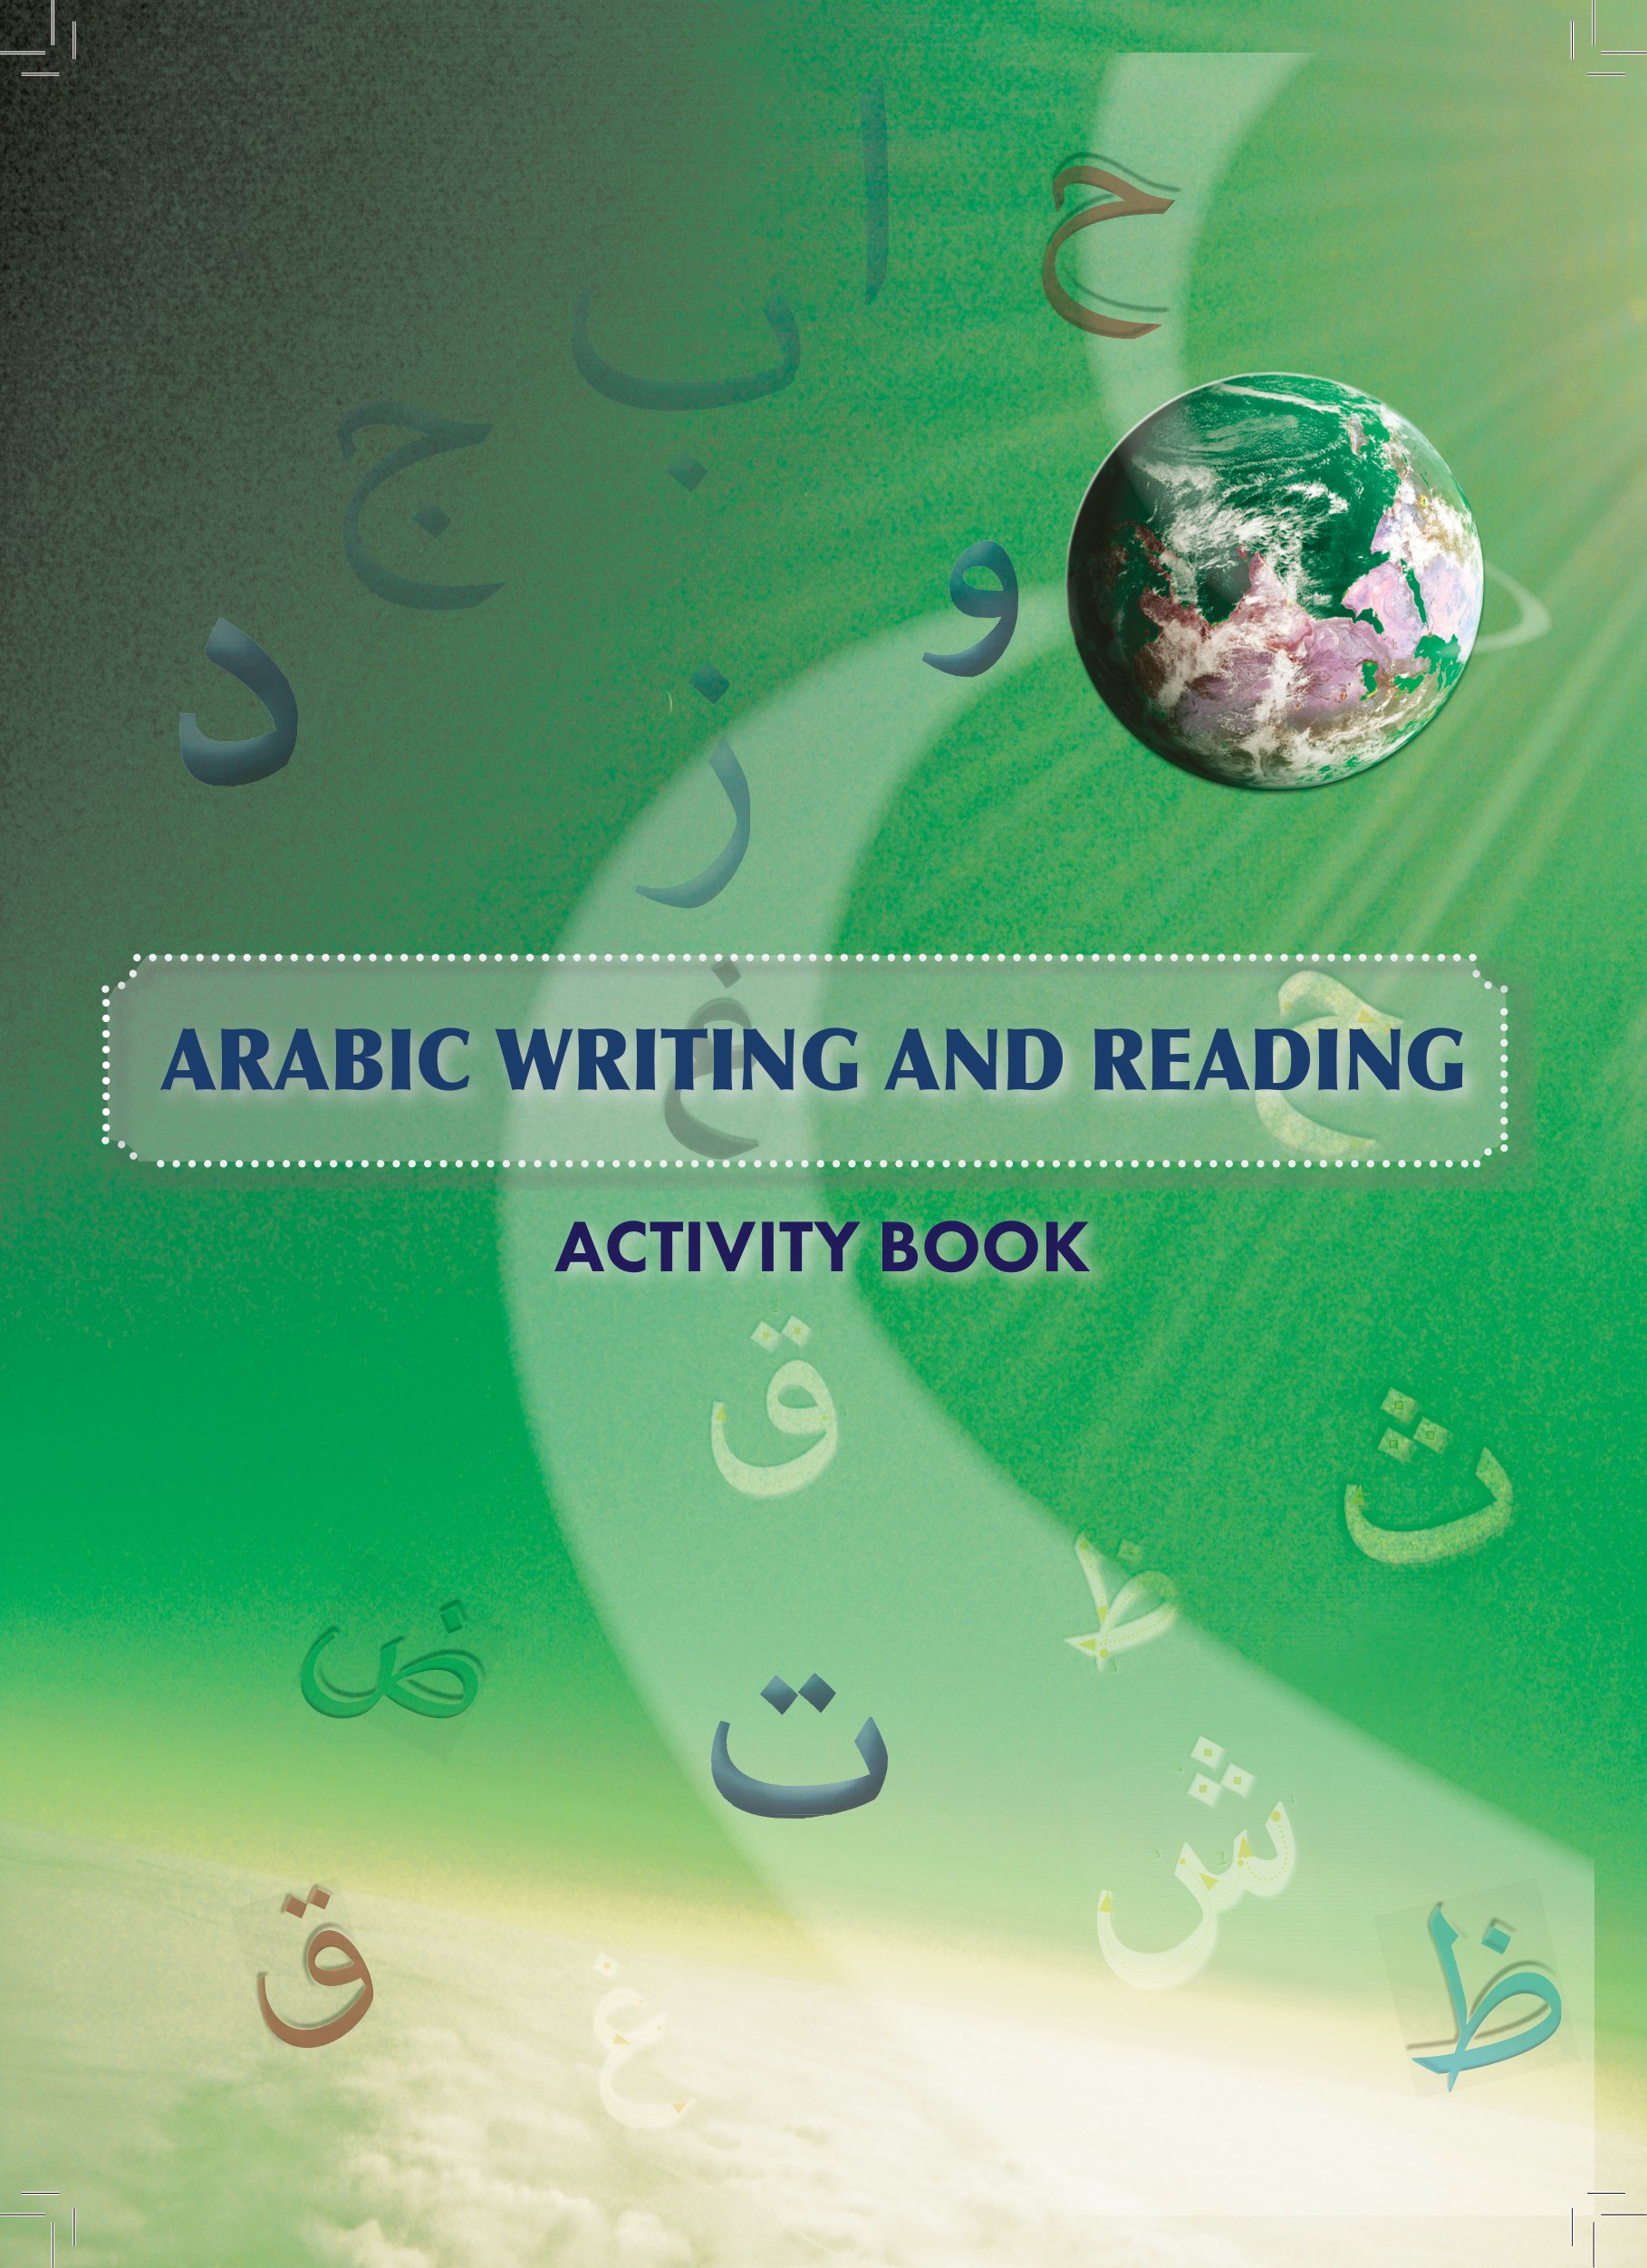 ا
ح
ب
ج
و
د
ز
غ
ح
ARABIC WRITING AND READING
ACTIVITY BOOK
ق
ث
ظ
ض
ت
ش
ق
غ
ظ